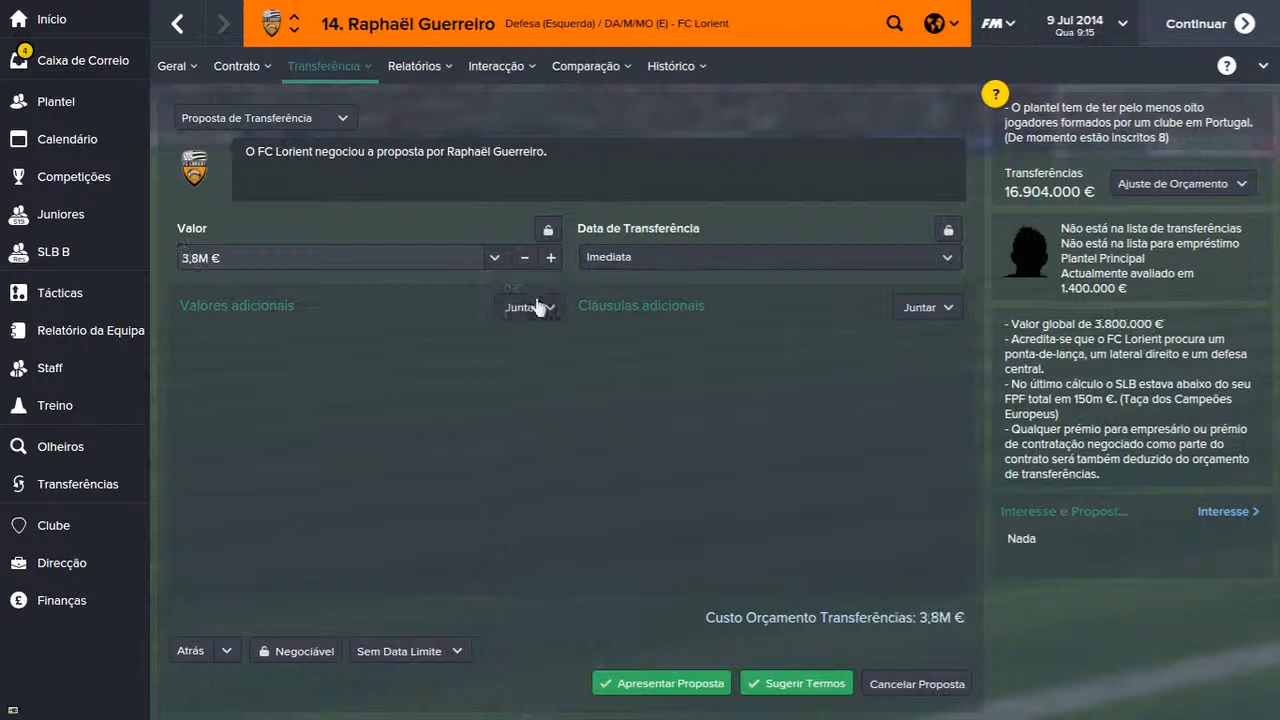 Início
14. Raphaël Guerreiro
Defesa (Esquerda) / DA/M/MO (E) - FC Lorient
FM
9 Jul 2014
Qua 9:15
Continuar
4
Caixa de Correio
Geral
Contrato
Transferência
Relatórios
Interacção
Comparação
Histórico
?
Plantel
Calendário
Competições
Juniores
S19
SLB B
Res
Tácticas
Relatório da Equipa
Staff
Treino
Olheiros
Transferências
Clube
Direcção
£
Finanças
Proposta de Transferência
O FC Lorient negociou a proposta por Raphaël Guerreiro.
Valor
3,8M €
Data de Transferência
Imediata
Valores adicionais
Juntar
Cláusulas adicionais
Juntar
Custo Orçamento Transferências: 3,8M €
Atrás
Negociável
Sem Data Limite
Apresentar Proposta
Sugerir Termos
Cancelar Proposta
?
- O plantel tem de ter pelo menos oito
jogadores formados por um clube em Portugal.
(De momento estão inscritos 8)
Transferências
16.904.000 €
Ajuste de Orçamento
Não está na lista de transferências
Não está na lista para empréstimo
Plantel Principal
Actualmente avaliado em
1.400.000 €
- Valor global de 3.800.000 €
- Acredita-se que o FC Lorient procura um
ponta-de-lança, um lateral direito e um defesa
central.
- No último cálculo o SLB estava abaixo do seu
FPF total em 150m €. (Taça dos Campeões
Europeus)
- Qualquer prémio para empresário ou prémio
de contratação negociado como parte do
contrato será também deduzido do orçamento
de transferências.
Interesse e Propost...
Interesse >
Nada